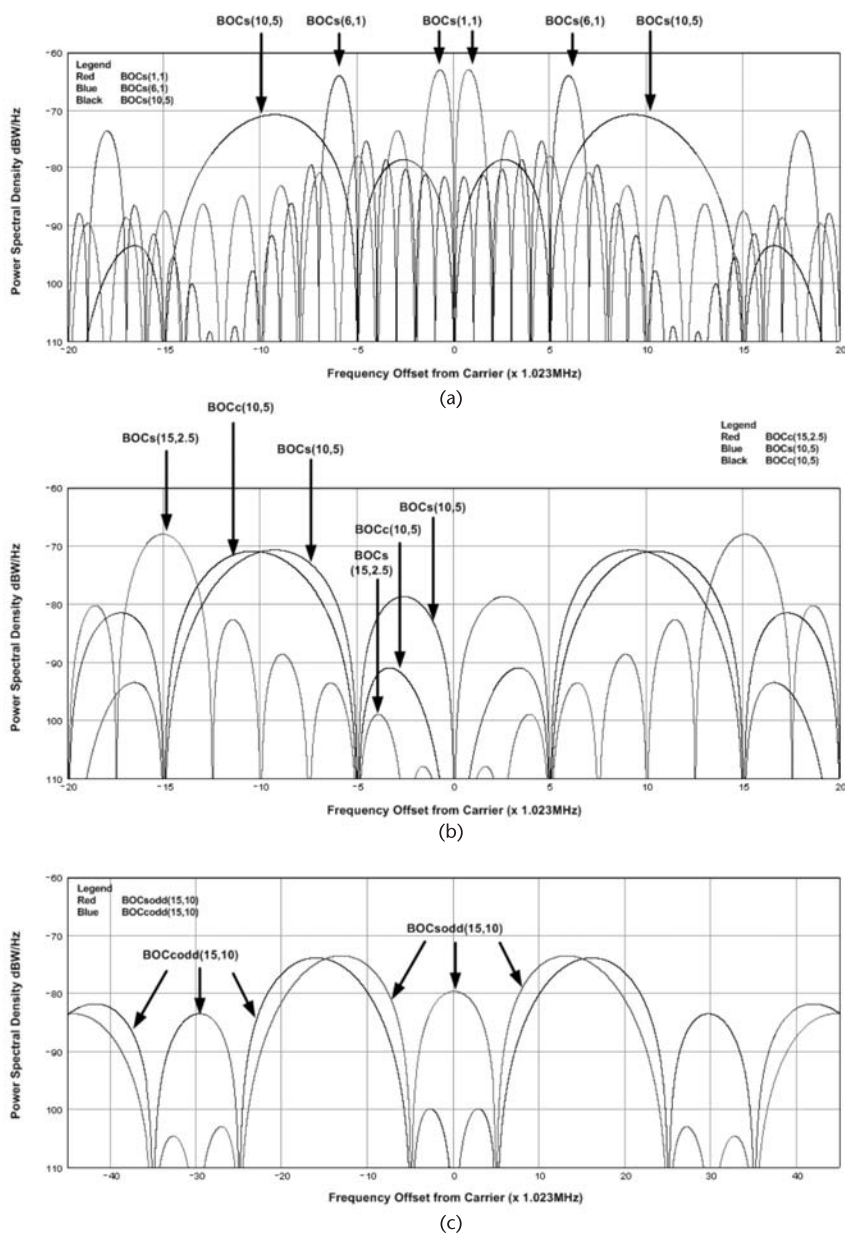 BOCs(10,5) BOCs(6,1) BOCs(1,1) BOCs(6,1) BOCs(10,5)
Legend
Red BOCs(1,1)
Blue BOCs(6,1)
Black BOCs(10,5)
Power Spectral Density dBW/Hz
−60
−70
−80
−90
100
110
−20 −15 −10 −5 0 5 10 15 20
Frequency Offset from Carrier (x 1.023MHz)
(a)
BOCc(10,5)
BOCs(15,2.5)
BOCs(10,5)
BOCs(10,5)
BOCc(10,5)
BOCs
(15,2.5)
Legend
Red BOCc(15,2.5)
Blue BOCs(10,5)
Black BOCc(10,5)
Power Spectral Density dBW/Hz
−60
−70
−80
−90
100
110
−20 −15 −10 −5 0 5 10 15 20
Frequency Offset from Carrier (x 1.023MHz)
(b)
Legend
Red BOCsodd(15,10)
Blue BOCcodd(15,10)
BOCsodd(15,10)
BOCcodd(15,10)
Power Spectral Density dBW/Hz
−60
−70
−80
−90
100
110
−40 −30 −20 −10 0 10 20 30 40
Frequency Offset from Carrier (x 1.023MHz)
(c)